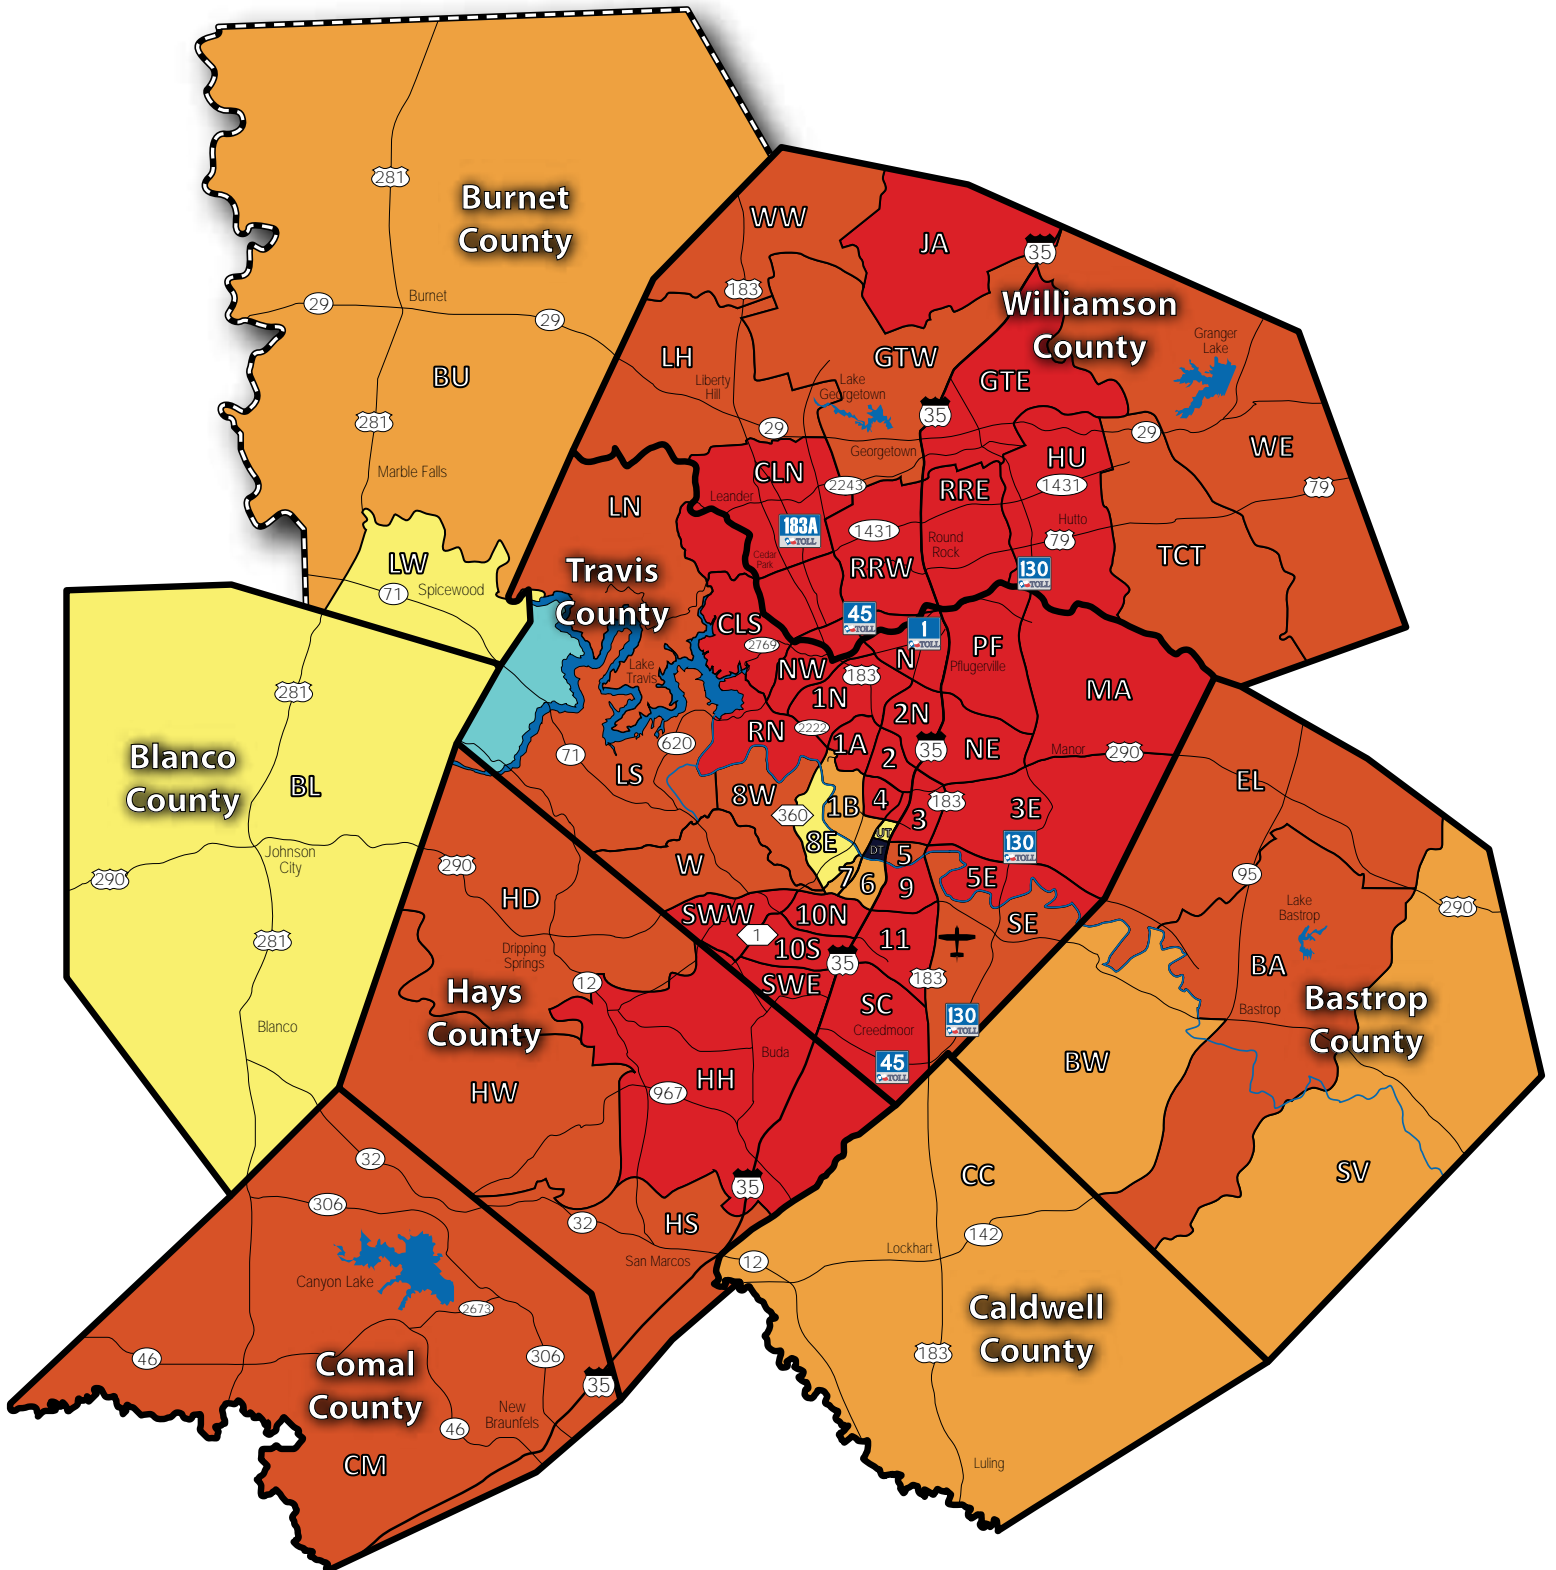 281
Burnet
County
WW
JA
35
183
29
Burnet
29
Williamson
County
Granger
Lake
LH
GTW
BU
Liberty
Hill
Lake
Georgetown
GTE
35
281
29
29
Georgetown
HU
WE
Marble Falls
CLN
2243
RRE
1431
79
Leander
LN
183A
TOLL
1431
Round
Rock
Hutto
79
LW
71
Spicewood
Travis
County
Cedar
Park
RRW
130
TOLL
TCT
45
TOLL
1
TOLL
CLS
2769
PF
Pflugerville
N
NW
183
Lake
Travis
281
1N
MA
2N
RN
2222
1A
35
NE
Manor
290
620
71
2
Blanco
County
BL
LS
EL
8W
360
1B
4
183
3E
3
UT
8E
DT
5
130
TOLL
Johnson
City
290
290
W
7
6
9
5E
95
HD
SWW
10N
SE
Lake
Bastrop
290
281
1
10S
11
Dripping
Springs
12
35
BA
SWE
183
Hays
County
SC
Creedmoor
130
TOLL
Bastrop
Bastrop
County
Blanco
Buda
45
TOLL
BW
HH
HW
967
32
306
35
CC
SV
32
HS
142
Lockhart
San Marcos
12
Canyon Lake
2673
Caldwell
County
46
306
183
Comal
County
35
New
Braunfels
46
CM
Luling